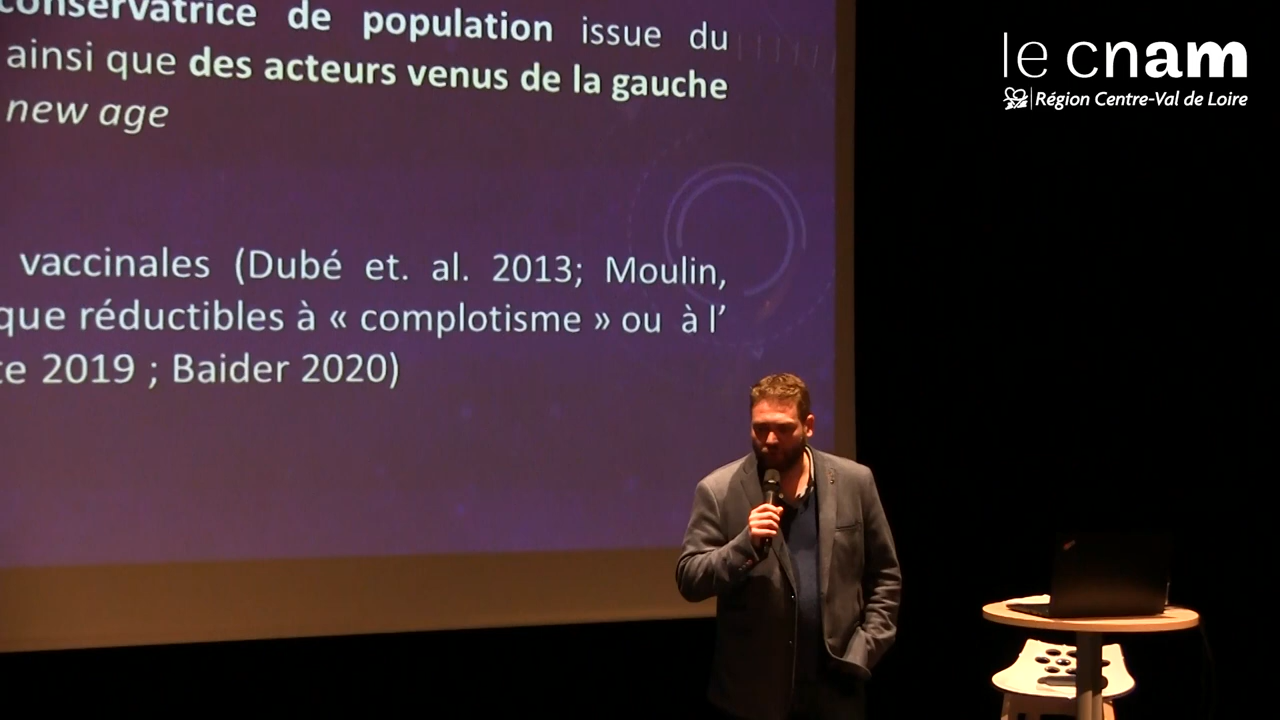 conservatrice de population issue du
ainsi que des acteurs venus de la gauche
new age
vaccinales (Dubé et. al. 2013; Moulin,
que réductibles à « complotisme » ou à l’
2019 ; Baider 2020)
le cnam
Région Centre-Val de Loire